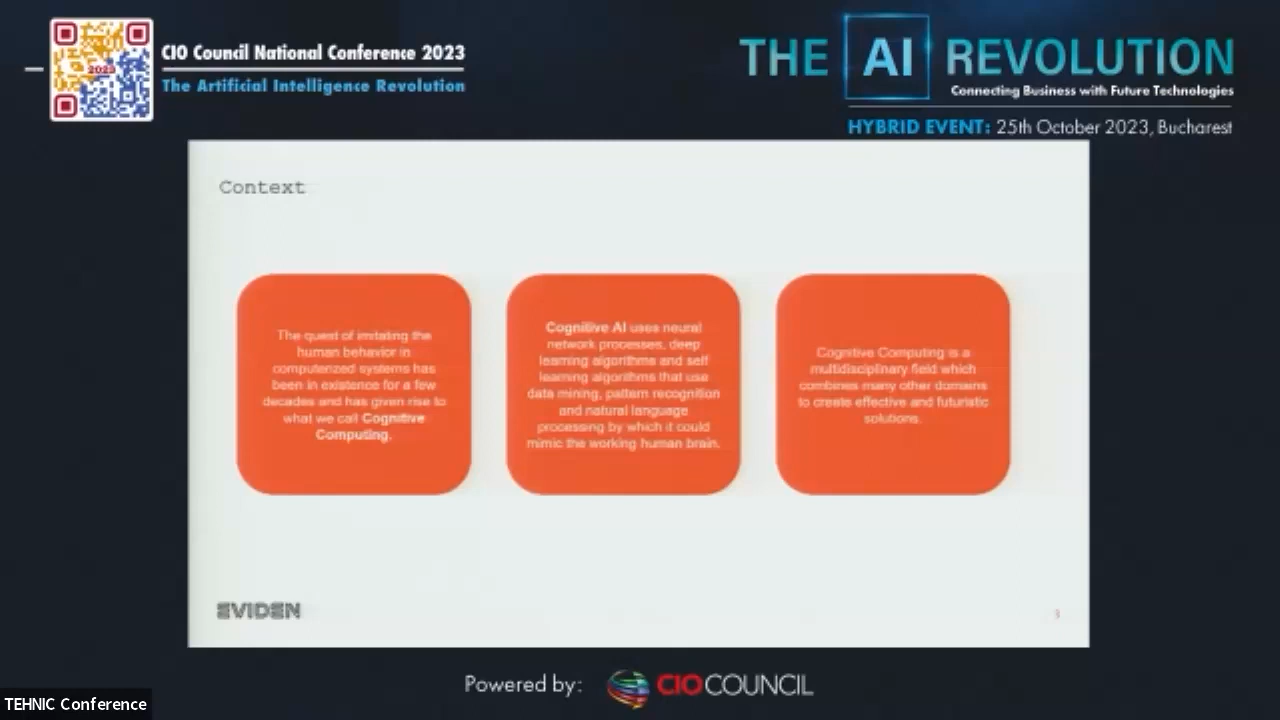 CIO Council National Conference 2023
The Artificial Intelligence Revolution
2023
THE AI REVOLUTION
Connecting Business with Future Technologies
HYBRID EVENT: 25th October 2023, Bucharest
Context
The quest of imitating the
human behavior in
computerized systems has
been in existence for a few
decades and has given rise to
what we call Cognitive
Computing.
Cognitive AI uses neural
network processes, deep
learning algorithms and self
learning algorithms that use
data mining, pattern recognition
and natural language
processing by which it could
mimic the working human brain.
Cognitive Computing is a
multidisciplinary field which
combines many other domains
to create effective and futuristic
solutions.
EVIDEN
3
Powered by: CIO COUNCIL
TEHNIC Conference